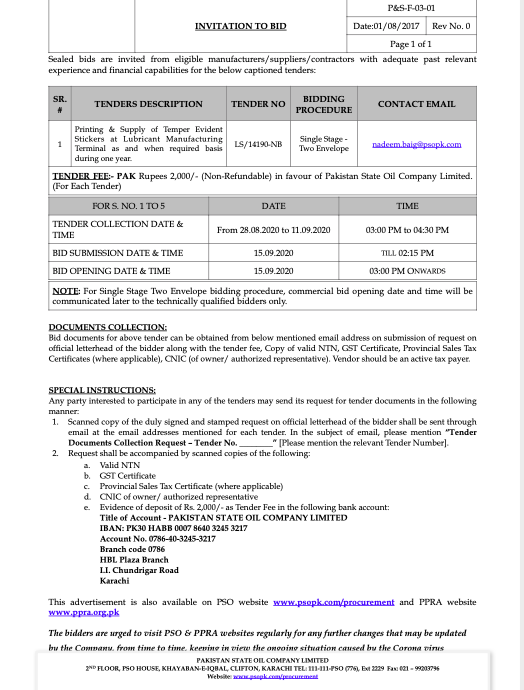 P&S-F-03-01
INVITATION TO BID
Date:01/08/2017 Rev No. 0
Page 1 of 1
Sealed bids are invited from eligible manufacturers/suppliers/contractors with adequate past relevant
experience and financial capabilities for the below captioned tenders:
SR. # TENDERS DESCRIPTION TENDER NO BIDDING PROCEDURE CONTACT EMAIL
1 Printing & Supply of Temper Evident Stickers at Lubricant Manufacturing Terminal as and when required basis during one year. LS/14190-NB Single Stage - Two Envelope nadeem.baig@psopk.com
TENDER FEE:- PAK Rupees 2,000/- (Non-Refundable) in favour of Pakistan State Oil Company Limited.
(For Each Tender)
FOR S. NO. 1 TO 5 DATE TIME
TENDER COLLECTION DATE & TIME From 28.08.2020 to 11.09.2020 03:00 PM to 04:30 PM
BID SUBMISSION DATE & TIME 15.09.2020 TILL 02:15 PM
BID OPENING DATE & TIME 15.09.2020 03:00 PM ONWARDS
NOTE: For Single Stage Two Envelope bidding procedure, commercial bid opening date and time will be
communicated later to the technically qualified bidders only.
DOCUMENTS COLLECTION:
Bid documents for above tender can be obtained from below mentioned email address on submission of request on
official letterhead of the bidder along with the tender fee, Copy of valid NTN, GST Certificate, Provincial Sales Tax
Certificates (where applicable), CNIC (of owner/ authorized representative). Vendor should be an active tax payer.
SPECIAL INSTRUCTIONS:
Any party interested to participate in any of the tenders may send its request for tender documents in the following
manner:
1. Scanned copy of the duly signed and stamped request on official letterhead of the bidder shall be sent through
email at the email addresses mentioned for each tender. In the subject of email, please mention “Tender
Documents Collection Request – Tender No. ________” [Please mention the relevant Tender Number].
2. Request shall be accompanied by scanned copies of the following:
a. Valid NTN
b. GST Certificate
c. Provincial Sales Tax Certificate (where applicable)
d. CNIC of owner/ authorized representative
e. Evidence of deposit of Rs. 2,000/- as Tender Fee in the following bank account:
Title of Account - PAKISTAN STATE OIL COMPANY LIMITED
IBAN: PK30 HABB 0007 8640 3245 3217
Account No. 0786-40-3245-3217
Branch code 0786
HBL Plaza Branch
I.I. Chundrigar Road
Karachi
This advertisement is also available on PSO website www.psopk.com/procurement and PPRA website
www.ppra.org.pk
The bidders are urged to visit PSO & PPRA websites regularly for any further changes that may be updated
by the Company, from time to time, keeping in view the ongoing situation caused by the Corona virus
PAKISTAN STATE OIL COMPANY LIMITED
2ND FLOOR, PSO HOUSE, KHAYABAN-E-IQBAL, CLIFTON, KARACHI TEL: 111-111-PSO (776), Ext 2229 Fax: 021 – 99203796
Website: www.psopk.com/procurement